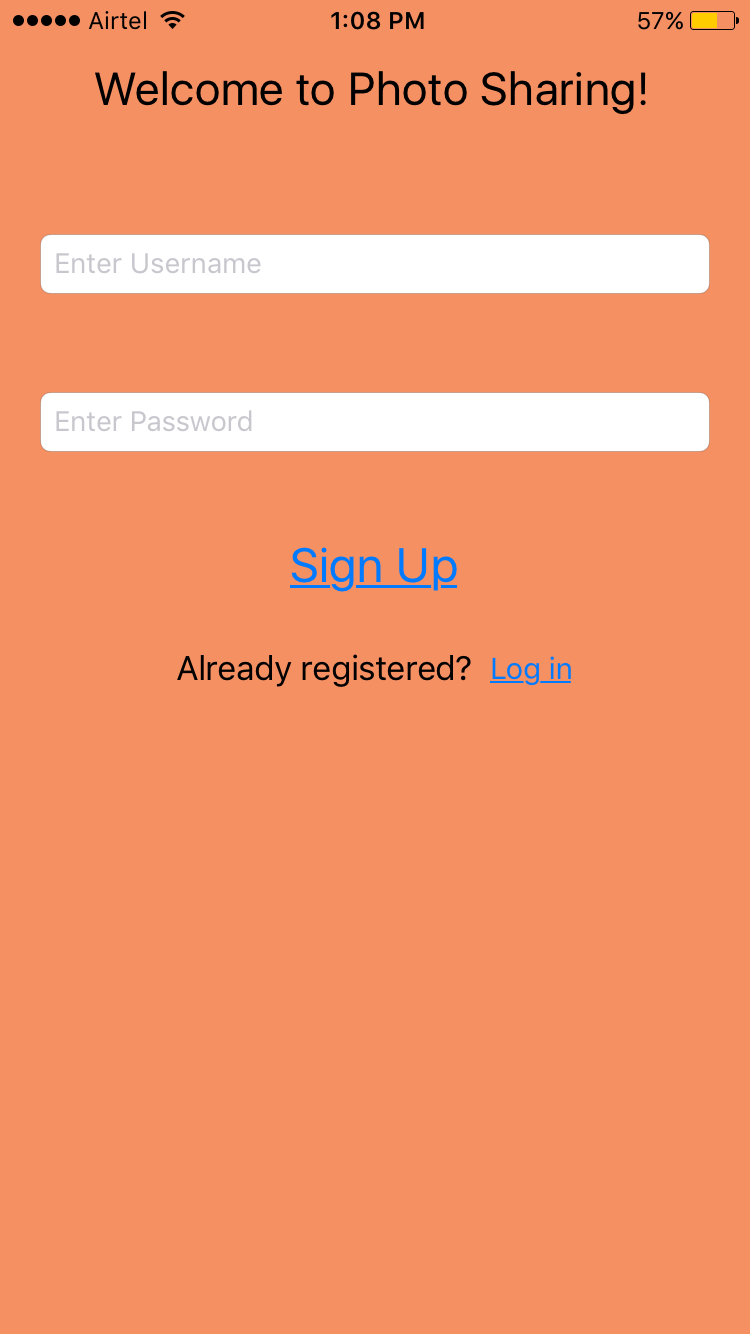 Airtel 1:08 PM 57%
Welcome to Photo Sharing!
Enter Username
Enter Password
Sign Up
Already registered? Log in